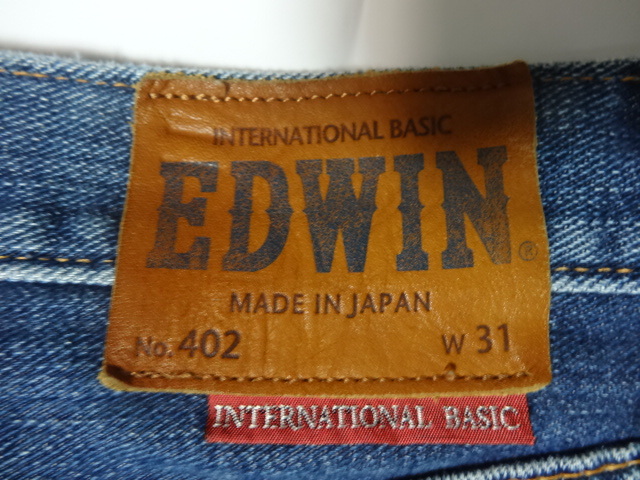 INTERNATIONAL BASIC
EDWIN®
MADE IN JAPAN
No. 402 W 31
INTERNATIONAL BASIC